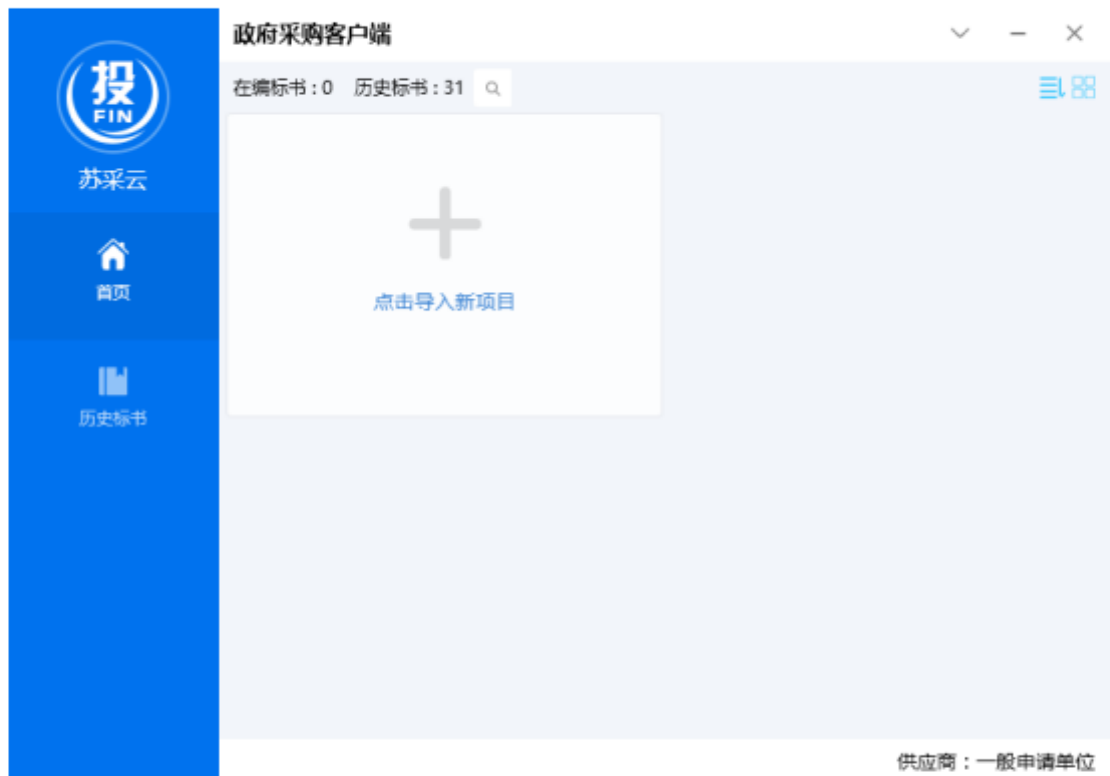 政府采购客户端
投
FIN
苏采云
首页
历史标书
在编标书：0 历史标书：31
点击导入新项目
供应商：一般申请单位